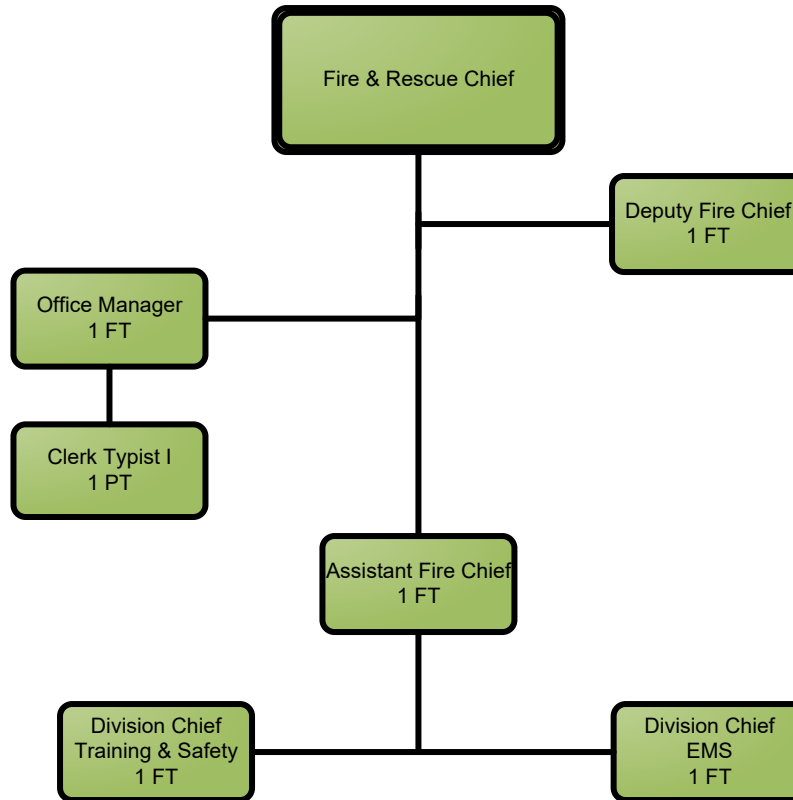 Fire & Rescue Chief
Deputy Fire Chief
1 FT
Office Manager
1 FT
Clerk Typist I
1 PT
Assistant Fire Chief
1 FT
Division Chief
Training & Safety
1 FT
Division Chief
EMS
1 FT